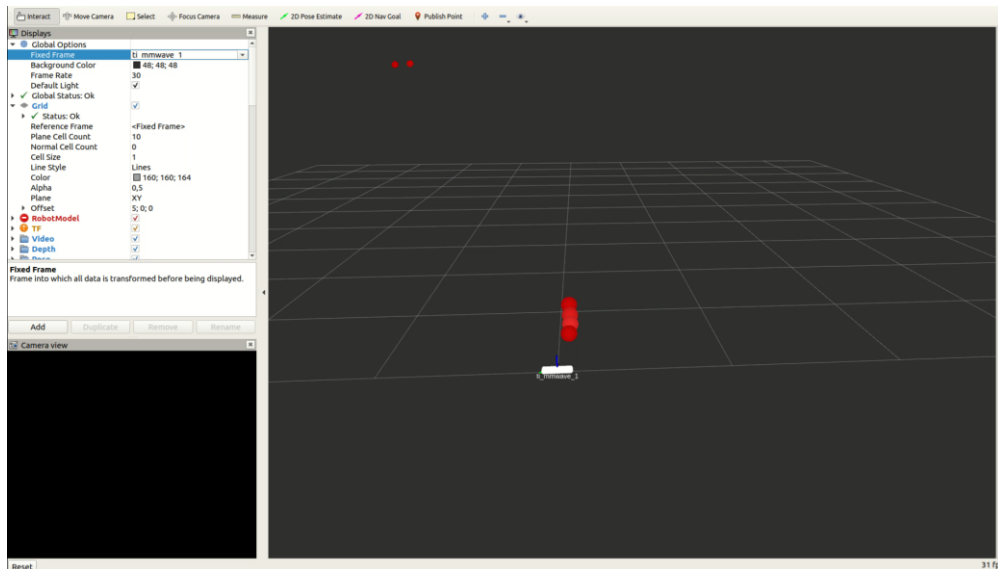 Interact Move Camera Select Focus Camera Measure 2D Pose Estimate 2D Nav Goal Publish Point
Displays
Global Options
Fixed Frame ti_mmwave_1
Background Color 48; 48; 48
Frame Rate 30
Default Light
Global Status: Ok
Grid
Status: Ok
Reference Frame <Fixed Frame>
Plane Cell Count 10
Normal Cell Count 0
Cell Size 1
Line Style Lines
Color 160; 160; 164
Alpha 0,5
Plane XY
Offset 5; 0; 0
RobotModel
TF
Video
Depth
Fixed Frame
Frame into which all data is transformed before being displayed.
Add Duplicate Remove Rename
Camera view
ti_mmwave_1
Reset
31